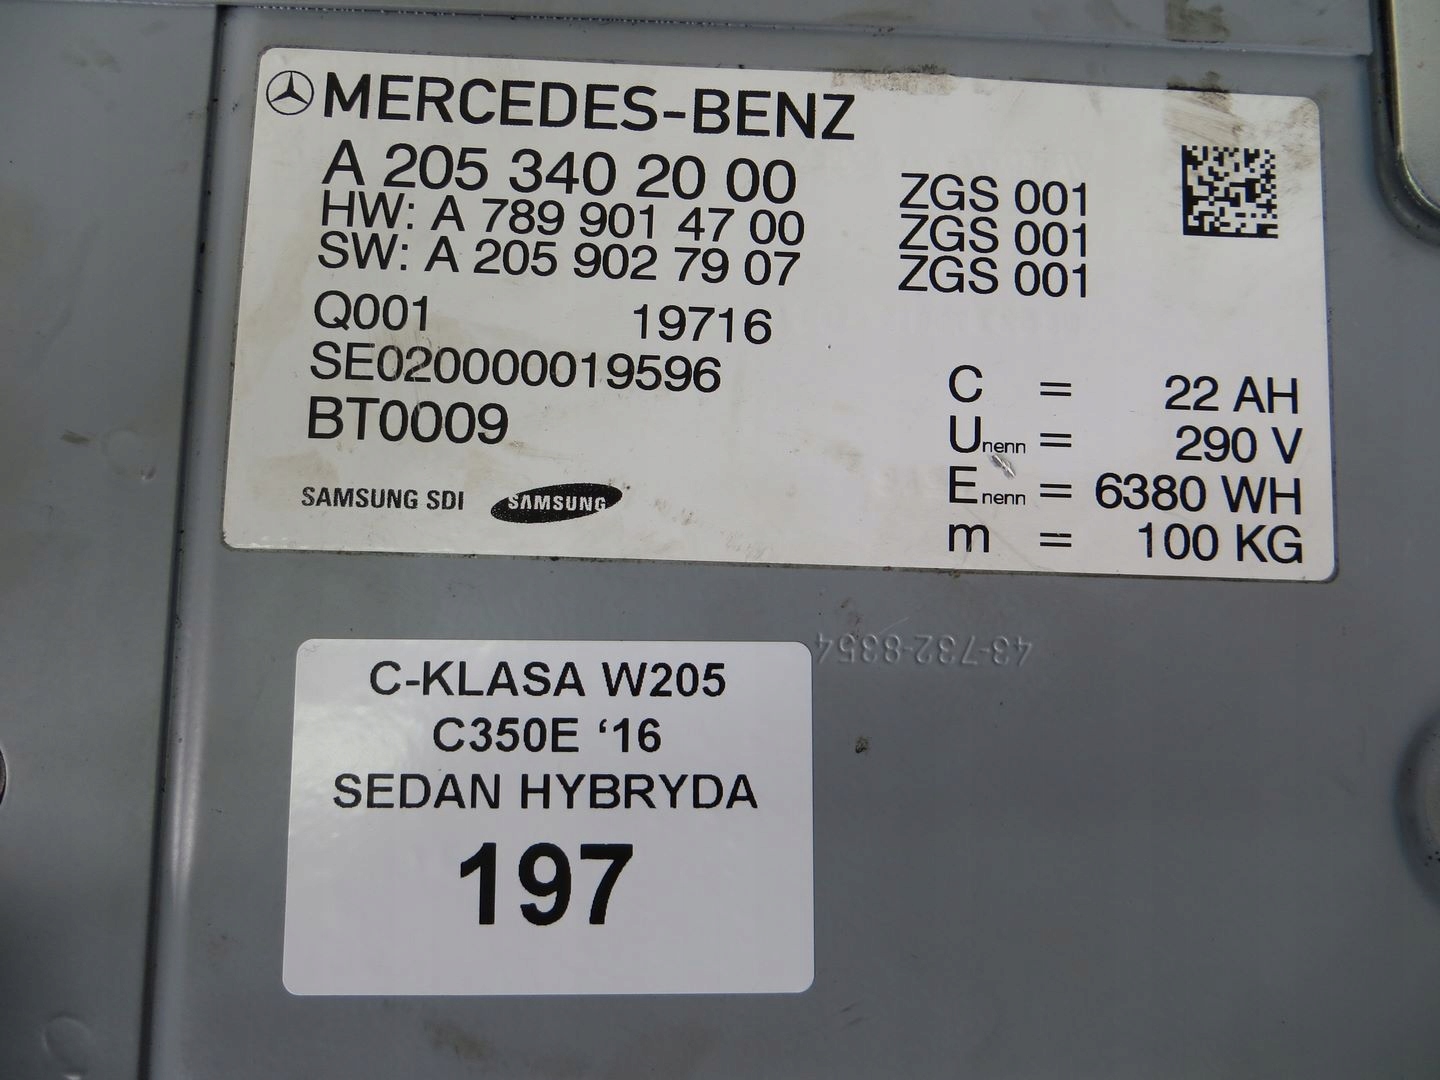 MERCEDES-BENZ
A 205 340 20 00 ZGS 001
HW: A 789 901 47 00 ZGS 001
SW: A 205 902 79 07 ZGS 001
Q001 19716
SE020000019596
BT0009
C = 22 AH
Unenn = 290 V
Enenn = 6380 WH
m = 100 KG
SAMSUNG SDI SAMSUNG
43-732-8354
C-KLASA W205
C350E ‘16
SEDAN HYBRYDA
197